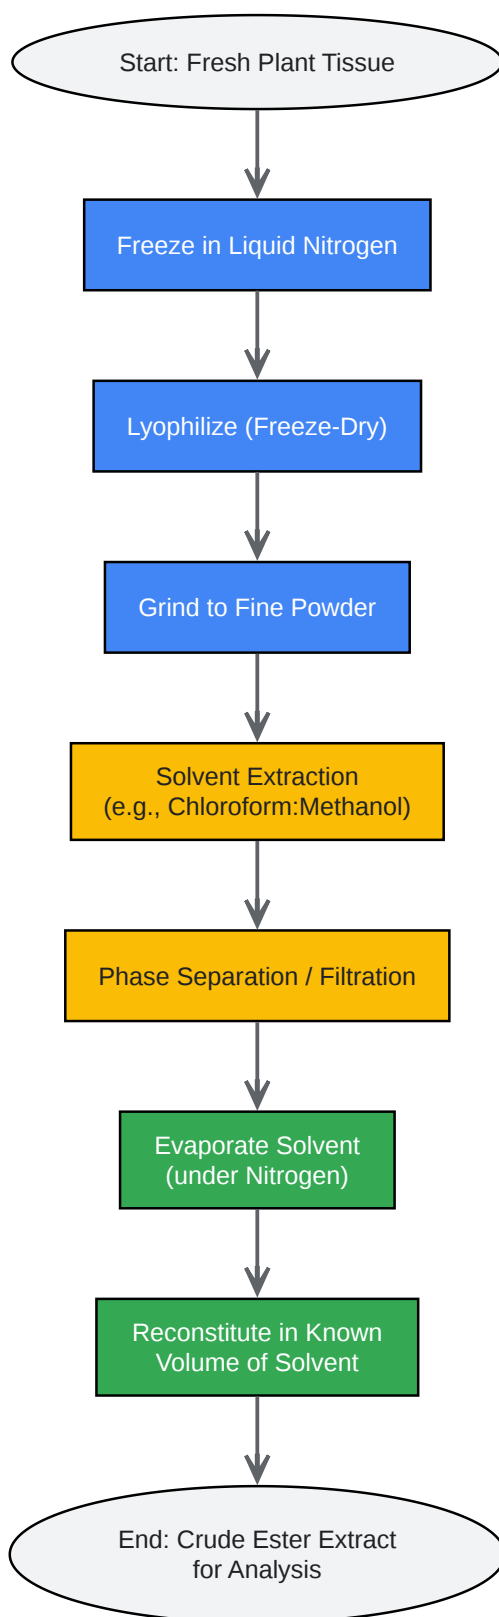 Start: Fresh Plant Tissue
Freeze in Liquid Nitrogen
Lyophilize (Freeze-Dry)
Grind to Fine Powder
Solvent Extraction
(e.g., Chloroform:Methanol)
Phase Separation / Filtration
Evaporate Solvent
(under Nitrogen)
Reconstitute in Known
Volume of Solvent
End: Crude Ester Extract
for Analysis